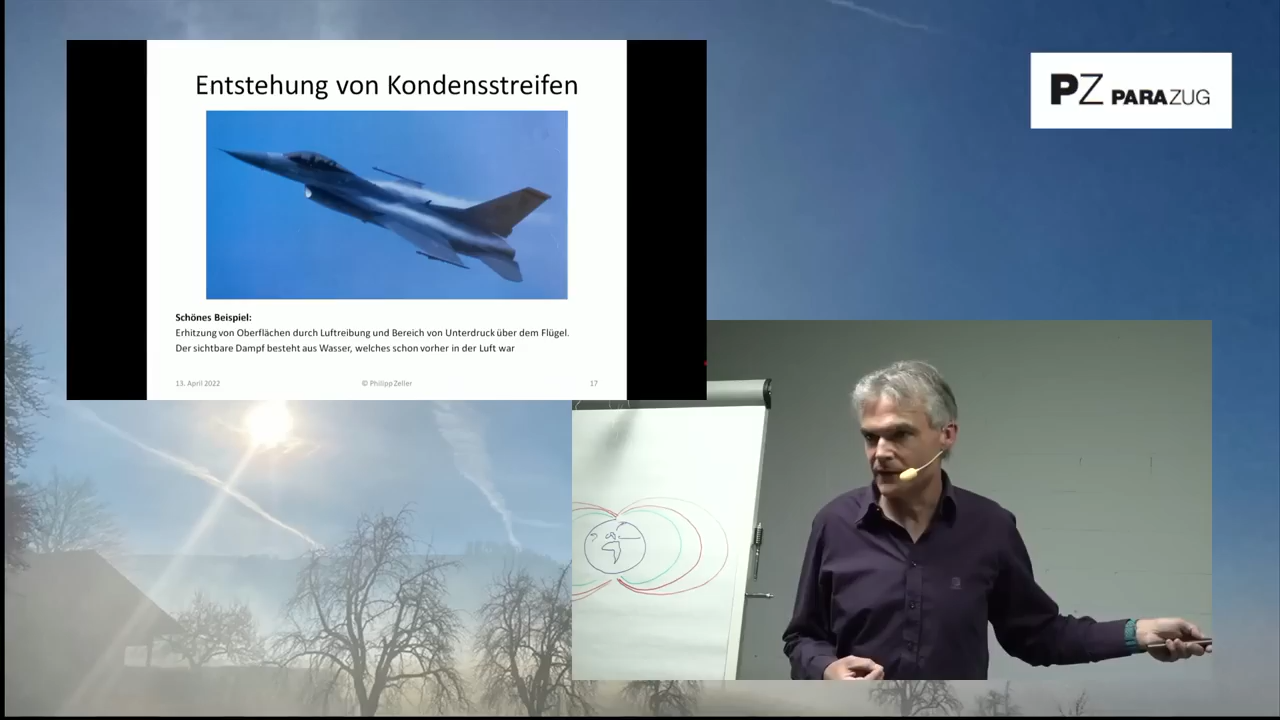 Entstehung von Kondensstreifen
PZ PARAZUG
Schönes Beispiel:
Erhitzung von Oberflächen durch Luftreibung und Bereich von Unterdruck über dem Flügel.
Der sichtbare Dampf besteht aus Wasser, welches schon vorher in der Luft war
13. April 2022
© Philipp Zeller
17